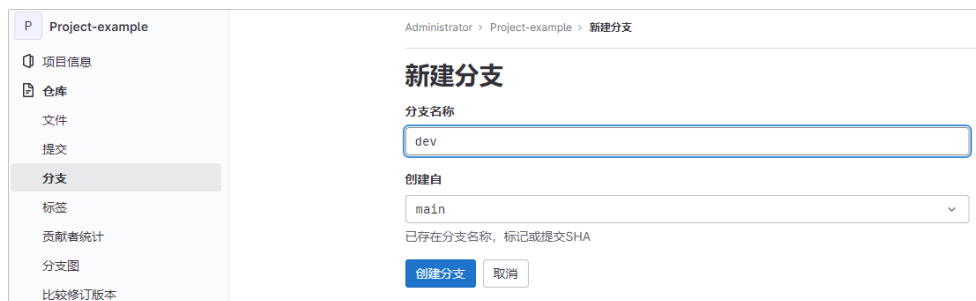 P Project-example
项目信息
仓库
文件
提交
分支
标签
贡献者统计
分支图
比较修订版本
Administrator > Project-example > 新建分支
新建分支
分支名称
dev
创建自
main
已存在分支名称，标记或提交SHA
创建分支 取消